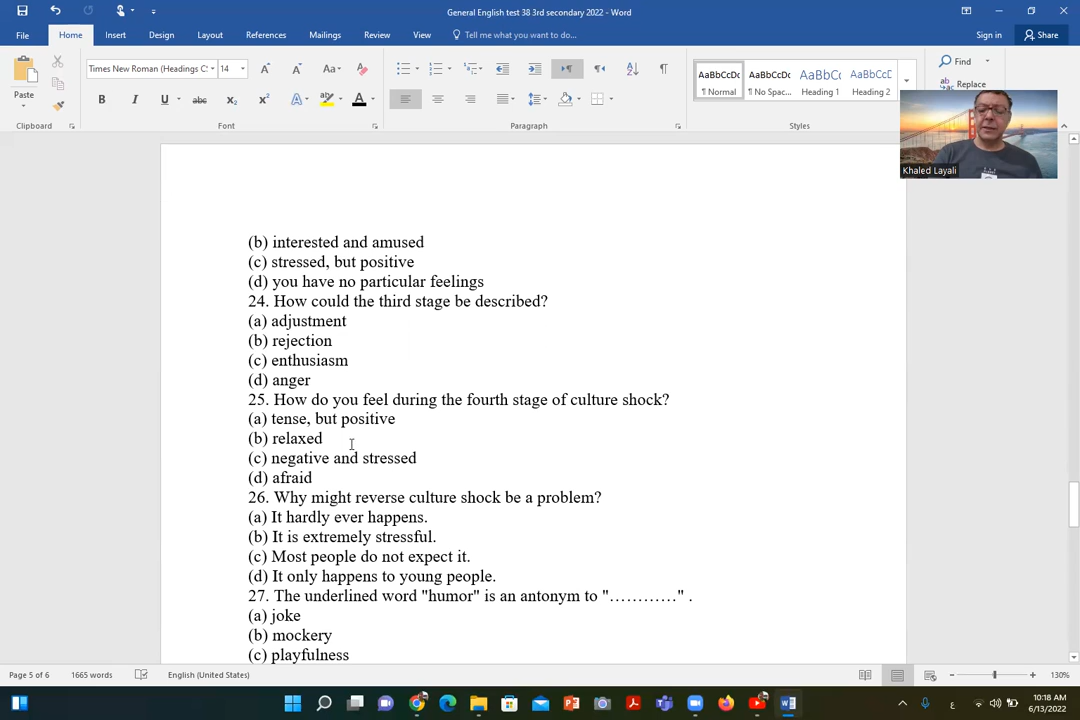 General English test 38 3rd secondary 2022 - Word
File Home Insert Design Layout References Mailings Review View Tell me what you want to do... Sign in Share
Times New Roman (Headings C 14 Aa Find
AaBbCcDc AaBbCcDc AaBbCc AaBbCcD Replace
Paste B I U abc X₂ X² A A ¶ Normal ¶ No Spac... Heading 1 Heading 2
Clipboard Font Paragraph Styles
Khaled Layali
(b) interested and amused
(c) stressed, but positive
(d) you have no particular feelings
24. How could the third stage be described?
(a) adjustment
(b) rejection
(c) enthusiasm
(d) anger
25. How do you feel during the fourth stage of culture shock?
(a) tense, but positive
(b) relaxed
(c) negative and stressed
(d) afraid
26. Why might reverse culture shock be a problem?
(a) It hardly ever happens.
(b) It is extremely stressful.
(c) Most people do not expect it.
(d) It only happens to young people.
27. The underlined word "humor" is an antonym to "…………" .
(a) joke
(b) mockery
(c) playfulness
Page 5 of 6 1665 words English (United States) 130%
10:18 AM
ع
6/13/2022